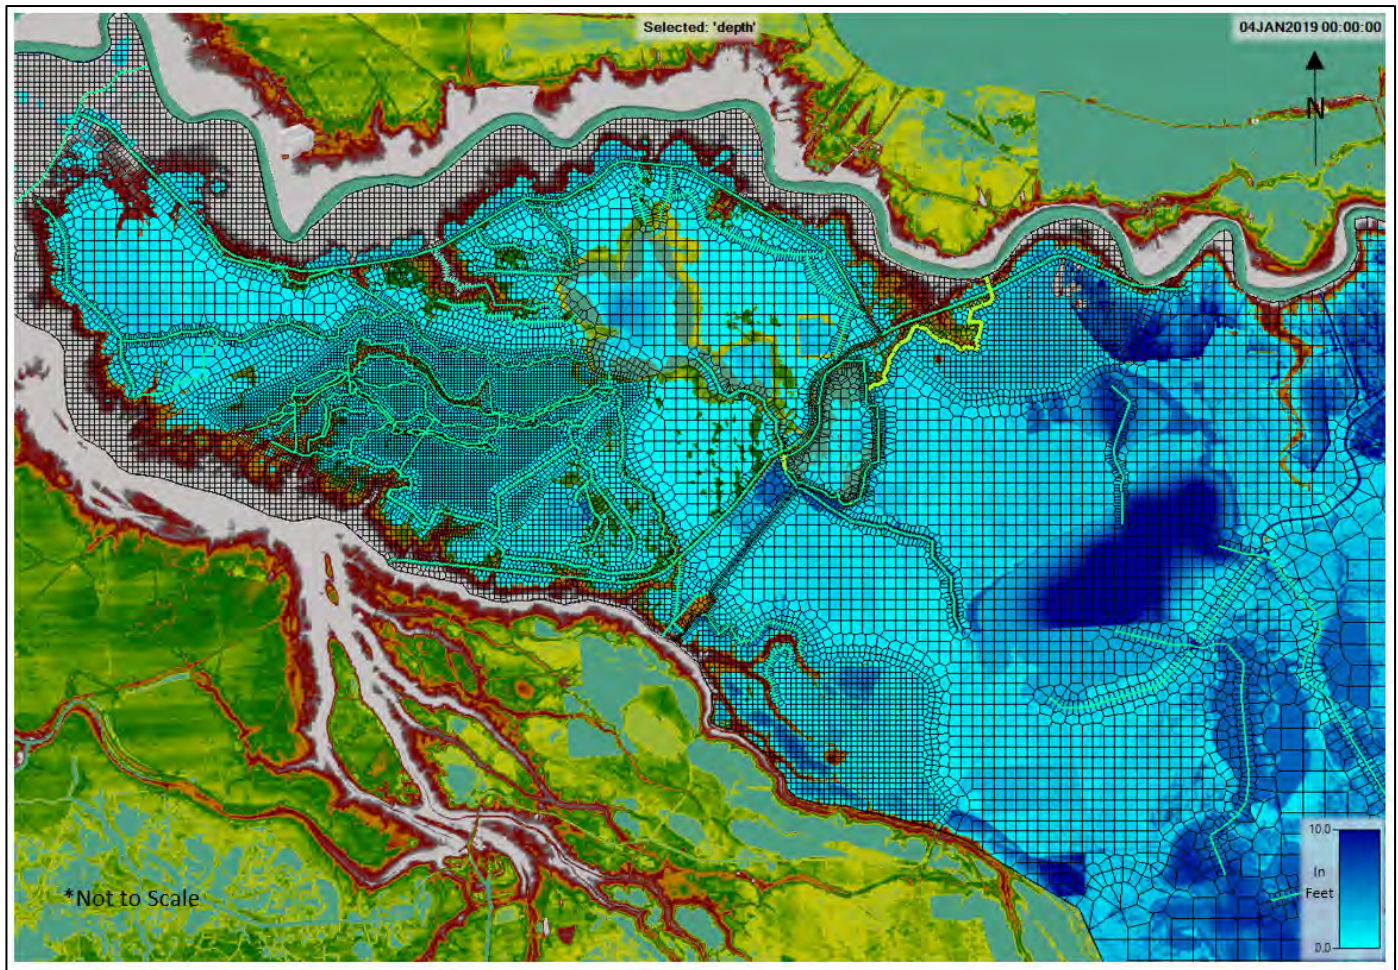 Selected: 'depth'
04JAN2019 00:00:00
N
10.0
In
Feet
0.0
*Not to Scale